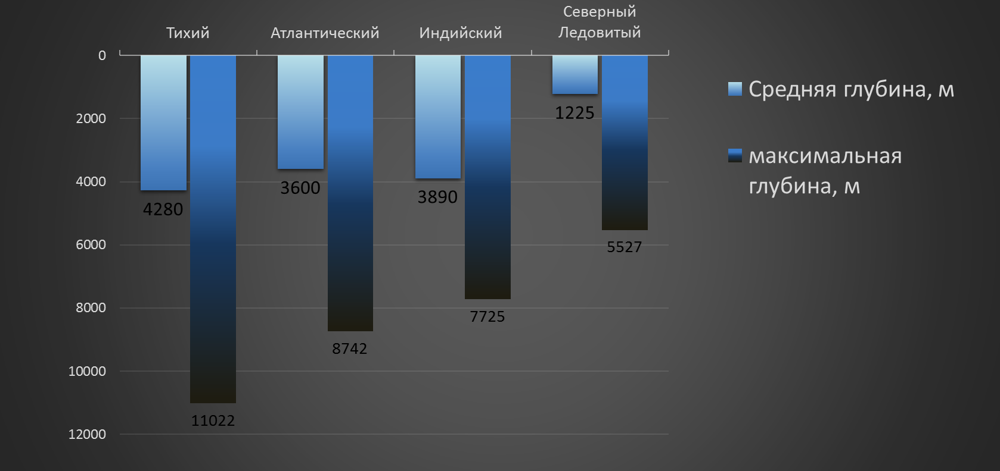 Тихий
Атлантический
Индийский
Северный
Ледовитый
0
2000
4000
6000
8000
10000
12000
4280
11022
3600
8742
3890
7725
1225
5527
Средняя глубина, м
максимальная
глубина, м